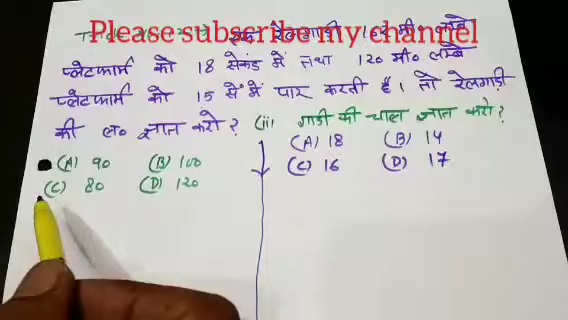 Please subscribe my channel
प्लेटफार्म को 18 सेकंड में तथा 120 मी० लम्बे
प्लेटफार्म को 15 से० में पार करती है। तो रेलगाड़ी
की ल० ज्ञात करो?
(A) 90 (B) 100
(C) 80 (D) 120
(ii) गाडी की चाल ज्ञात करो?
(A) 18 (B) 14
(C) 16 (D) 17